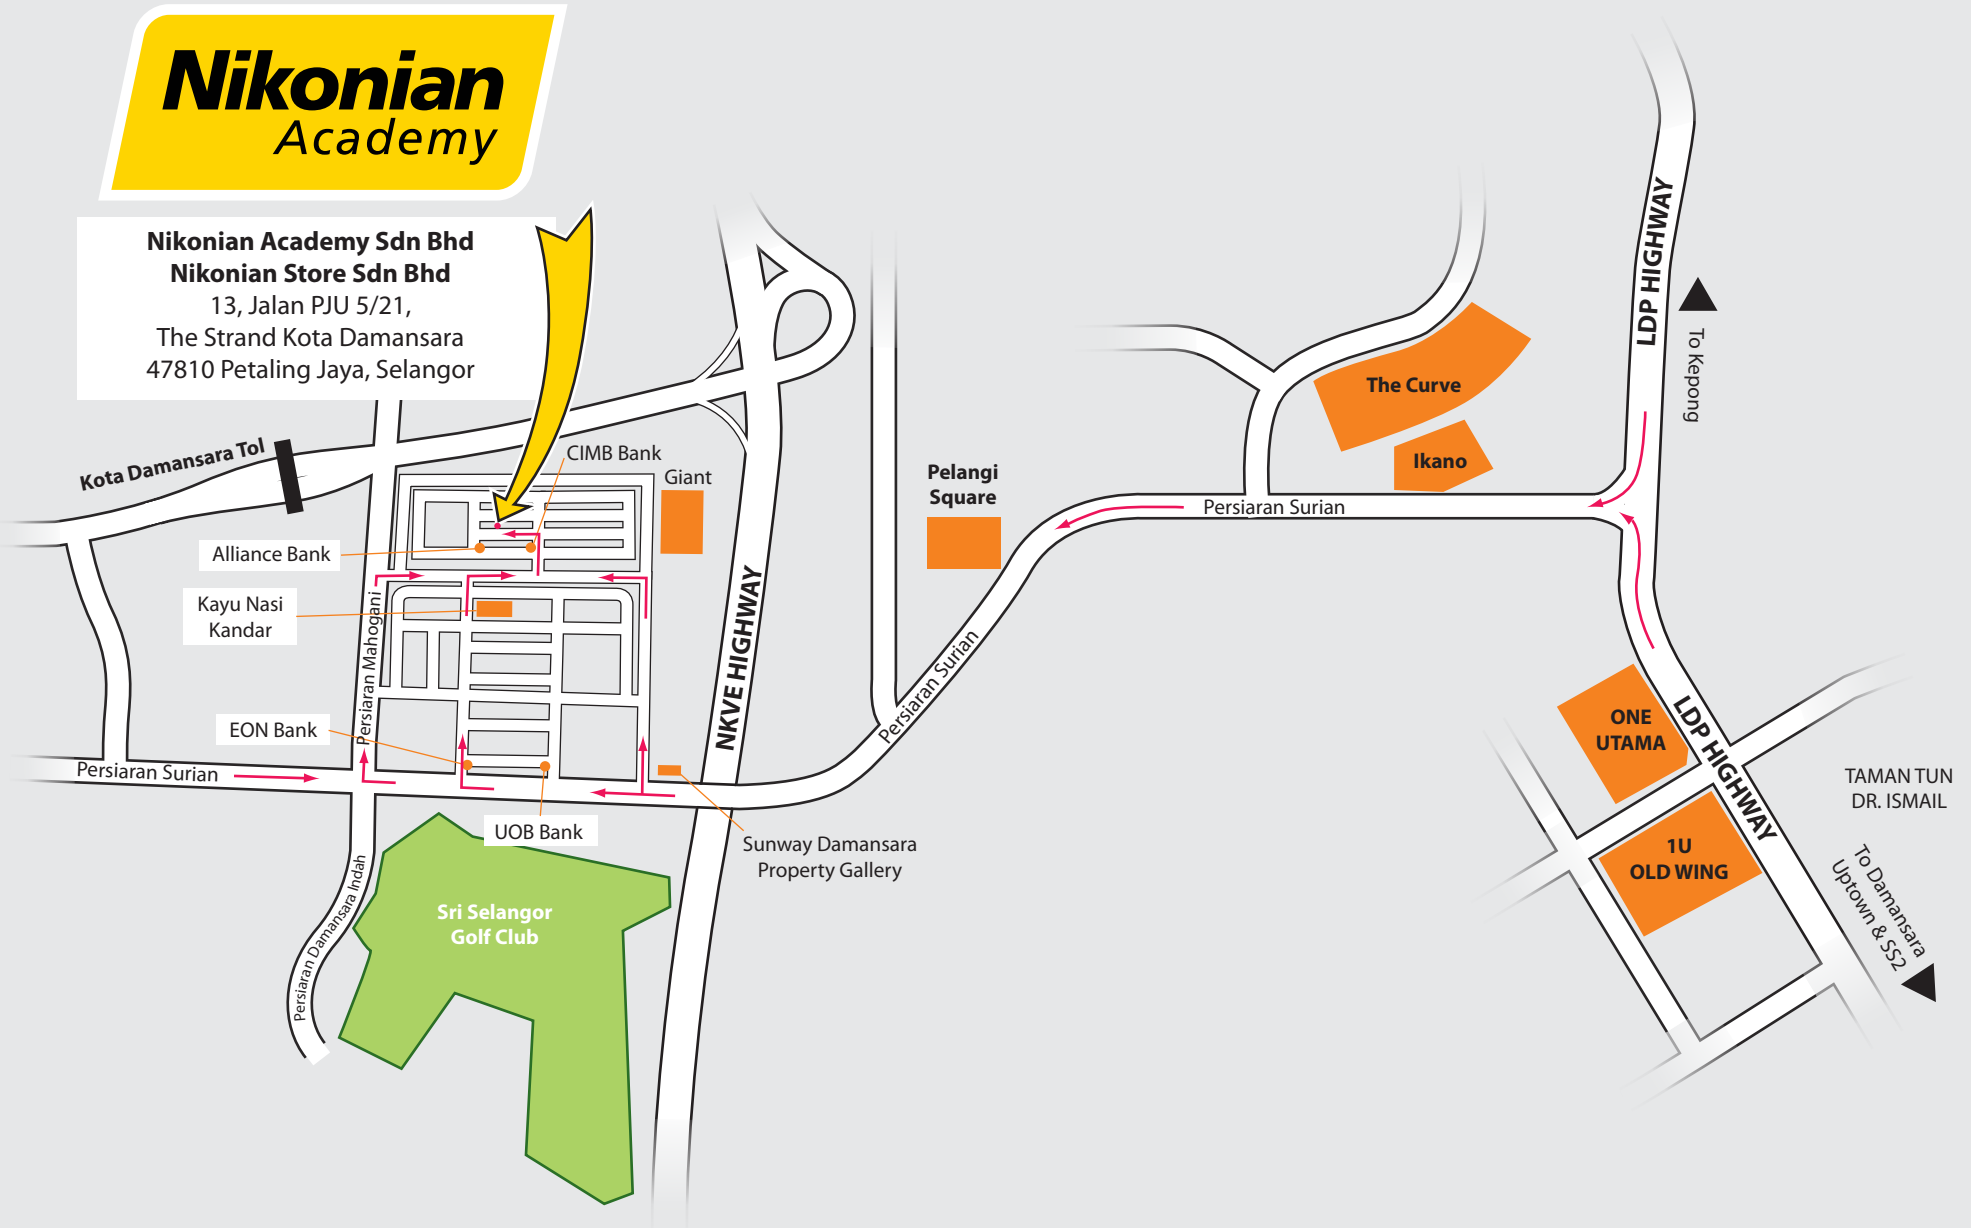 Nikonian
Academy
Nikonian Academy Sdn Bhd
Nikonian Store Sdn Bhd
13, Jalan PJU 5/21,
The Strand Kota Damansara
47810 Petaling Jaya, Selangor
Kota Damansara Tol
CIMB Bank
Giant
Alliance Bank
Kayu Nasi
Kandar
Persiaran Mahogani
EON Bank
Persiaran Surian
UOB Bank
Sunway Damansara
Property Gallery
Persiaran Damansara Indah
Sri Selangor
Golf Club
NKVE HIGHWAY
Persiaran Surian
Pelangi
Square
Persiaran Surian
The Curve
Ikano
LDP HIGHWAY
To Kepong
ONE
UTAMA
LDP HIGHWAY
1U
OLD WING
TAMAN TUN
DR. ISMAIL
To Damansara
Uptown & SS2